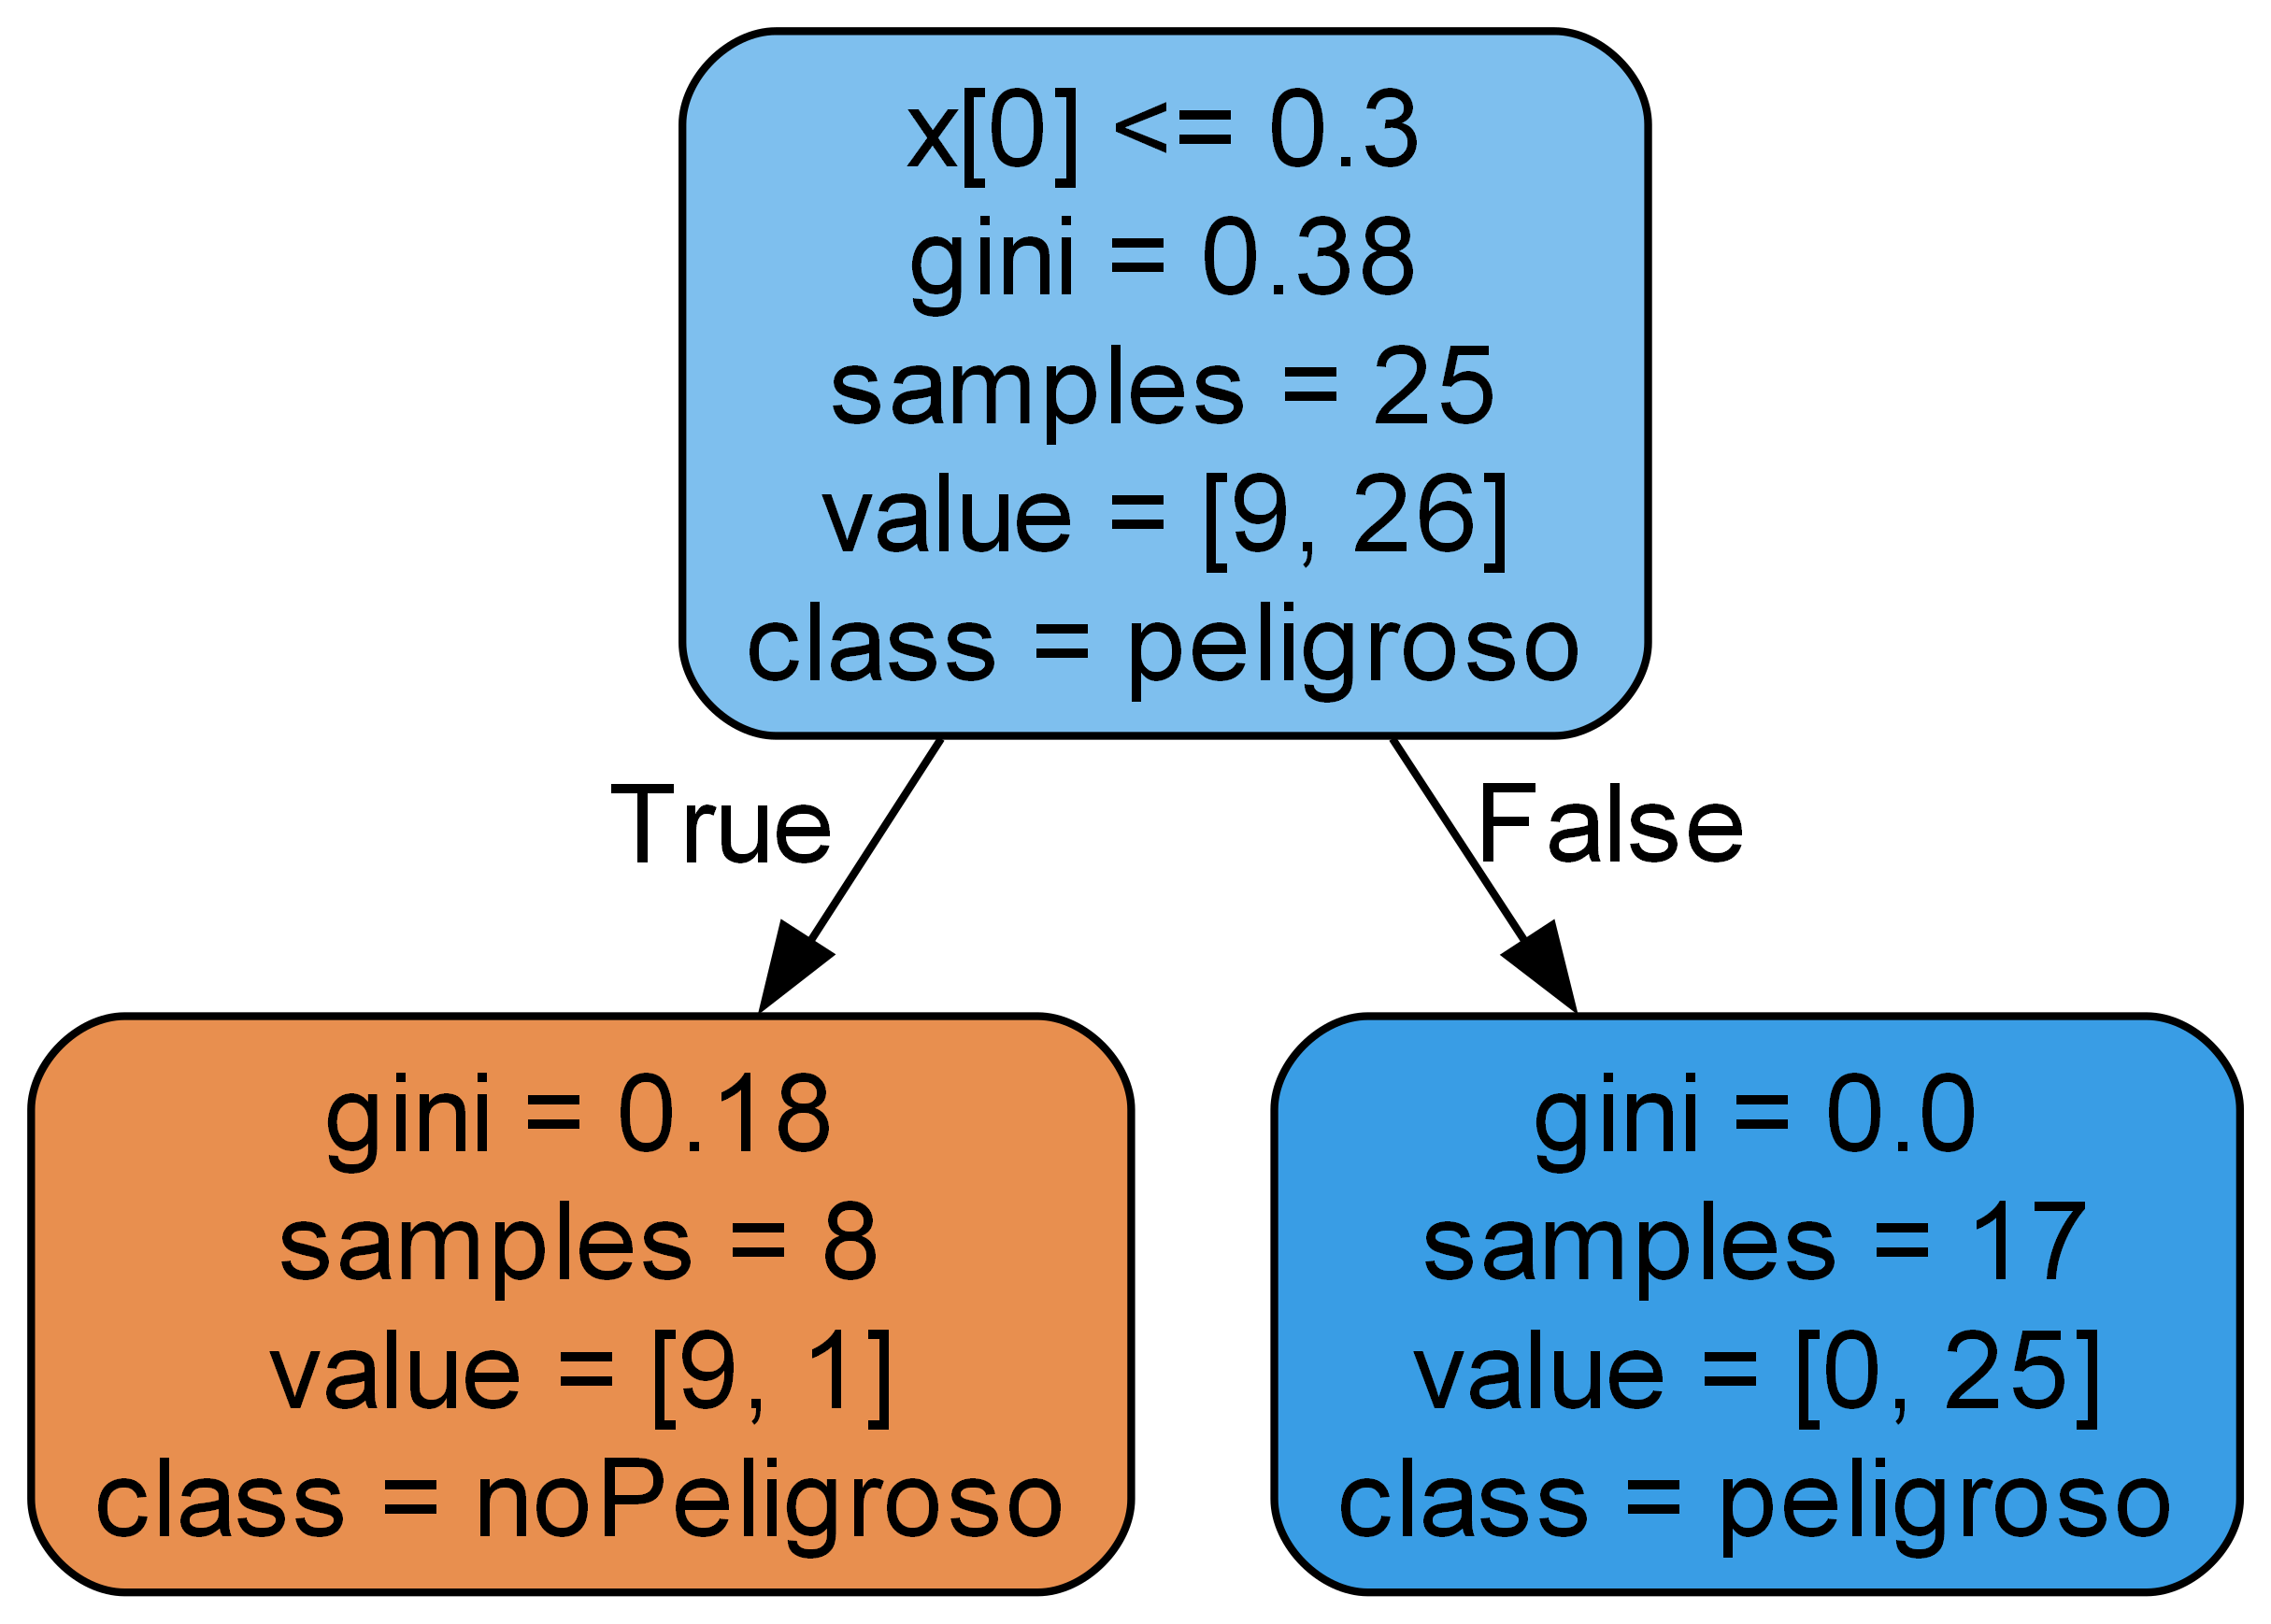 x[0] <= 0.3
gini = 0.38
samples = 25
value = [9, 26]
class = peligroso
True
False
gini = 0.18
samples = 8
value = [9, 1]
class = noPeligroso
gini = 0.0
samples = 17
value = [0, 25]
class = peligroso